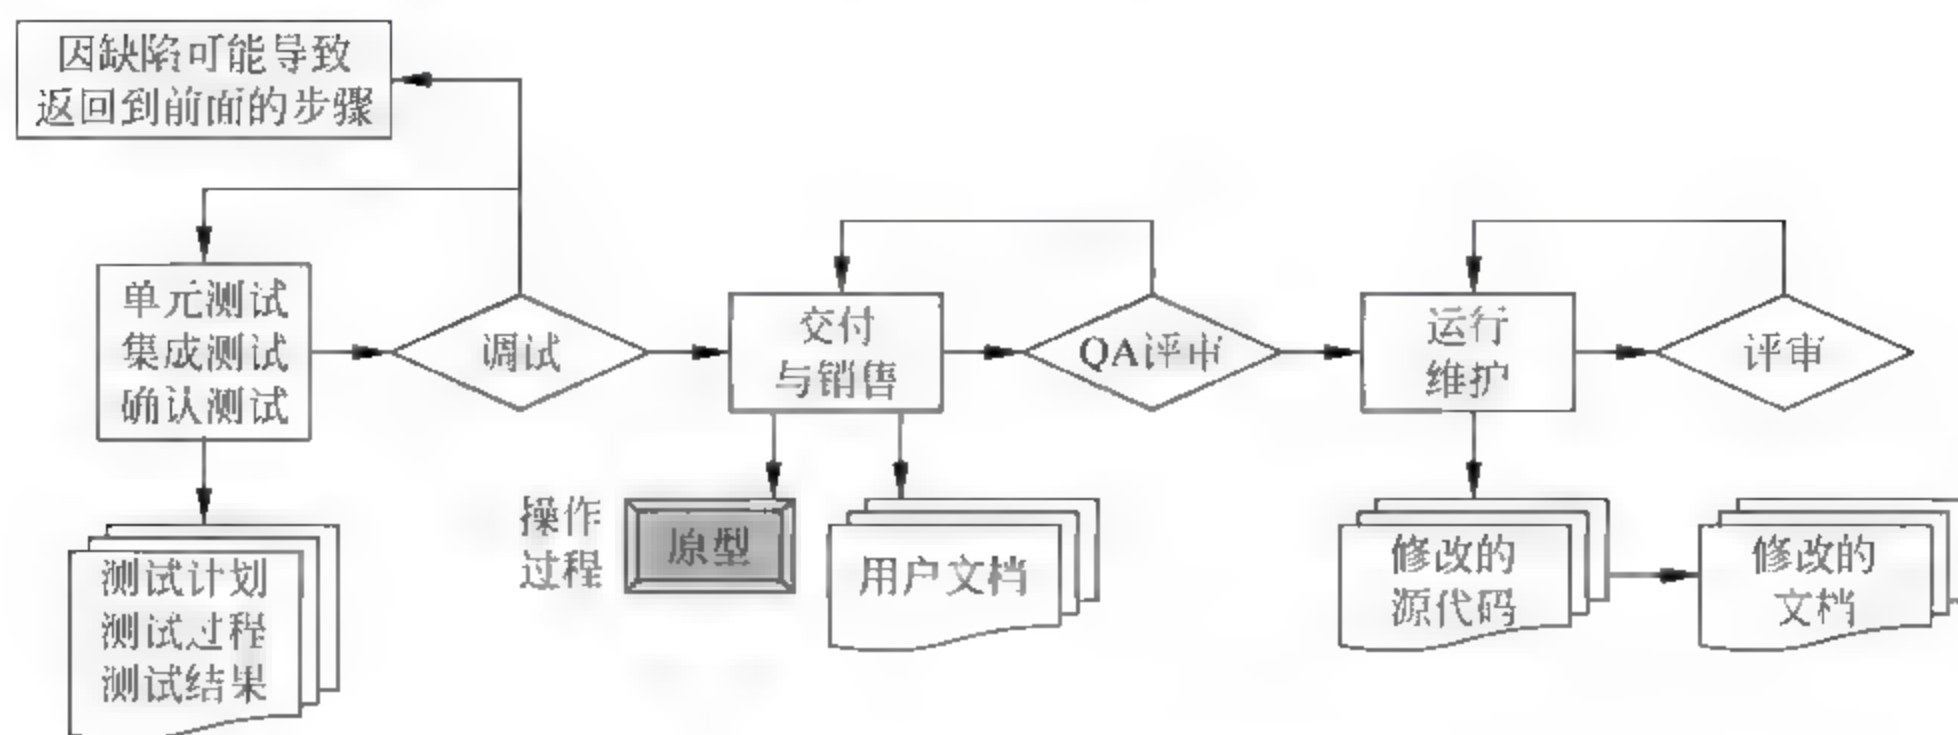 因缺陷可能导致
返回到前面的步骤
单元测试
集成测试
确认测试
调试
交付
与销售
QA评审
运行
维护
评审
测试计划
测试过程
测试结果
操作
过程
原型
用户文档
修改的
源代码
修改的
文档